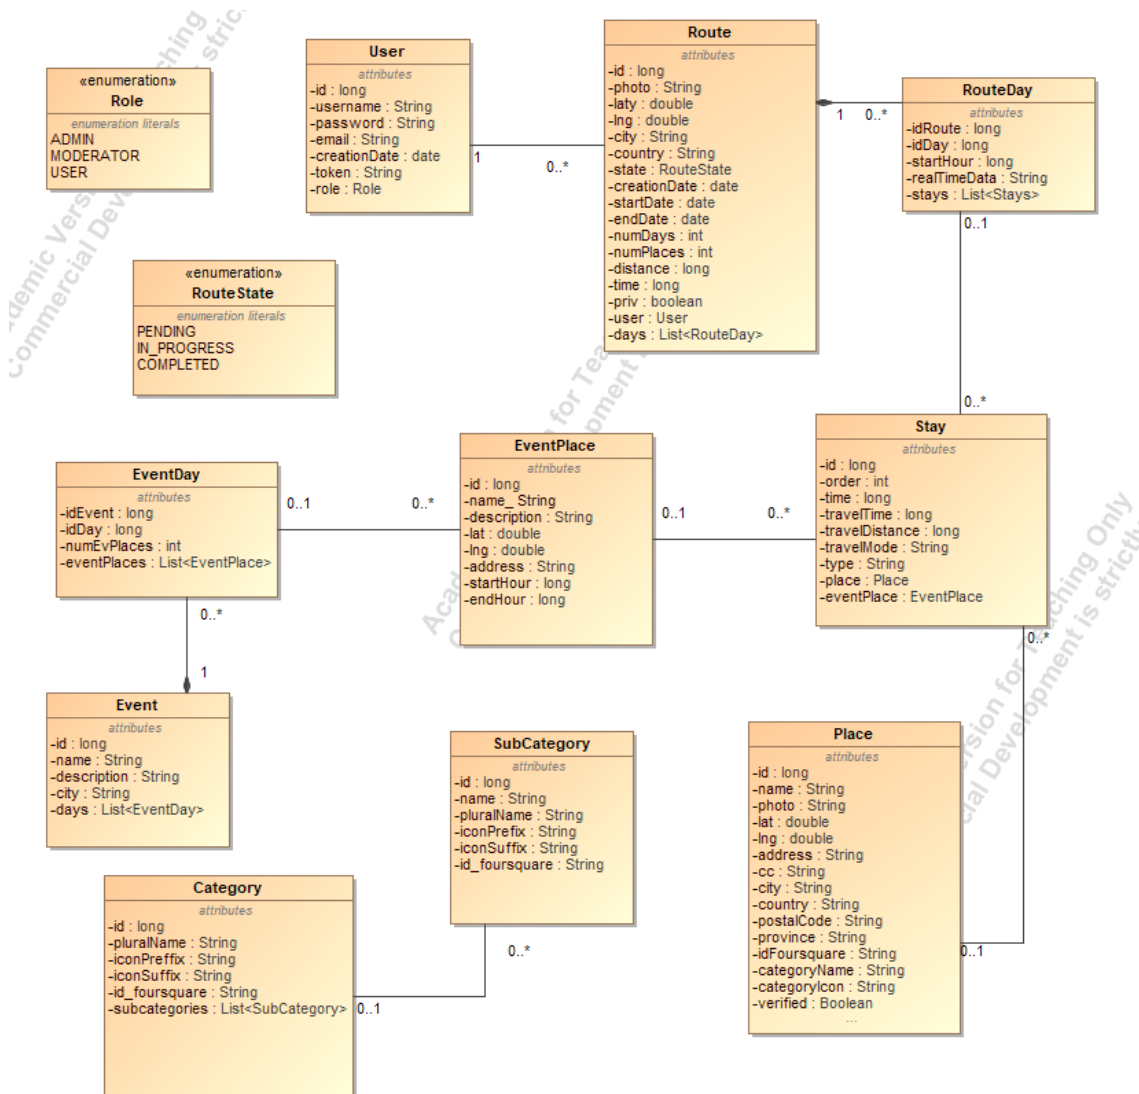 «enumeration»
Role
enumeration literals
ADMIN
MODERATOR
USER
User
attributes
-id : long
-username : String
-password : String
-email : String
-creationDate : date
-token : String
-role : Role
1
0..*
Route
attributes
-id : long
-photo : String
-laty : double
-lng : double
-city : String
-country : String
-state : RouteState
-creationDate : date
-startDate : date
-endDate : date
-numDays : int
-numPlaces : int
-distance : long
-time : long
-priv : boolean
-user : User
-days : List<RouteDay>
1
0..*
RouteDay
attributes
-idRoute : long
-idDay : long
-startHour : long
-realTimeData : String
-stays : List<Stays>
0..1
0..*
«enumeration»
RouteState
enumeration literals
PENDING
IN_PROGRESS
COMPLETED
EventDay
attributes
-idEvent : long
-idDay : long
-numEvPlaces : int
-eventPlaces : List<EventPlace>
0..1
0..*
EventPlace
attributes
-id : long
-name_ String
-description : String
-lat : double
-lng : double
-address : String
-startHour : long
-endHour : long
0..1
0..*
Stay
attributes
-id : long
-order : int
-time : long
-travelTime : long
-travelDistance : long
-travelMode : String
-type : String
-place : Place
-eventPlace : EventPlace
0..*
0..*
1
Event
attributes
-id : long
-name : String
-description : String
-city : String
-days : List<EventDay>
SubCategory
attributes
-id : long
-name : String
-pluralName : String
-iconPrefix : String
-iconSuffix : String
-id_foursquare : String
0..*
Place
attributes
-id : long
-name : String
-photo : String
-lat : double
-lng : double
-address : String
-cc : String
-city : String
-country : String
-postalCode : String
-province : String
-idFoursquare : String
-categoryName : String
-categoryIcon : String
-verified : Boolean
...
0..1
Category
attributes
-id : long
-pluralName : String
-iconPreffix : String
-iconSuffix : String
-id_foursquare : String
-subcategories : List<SubCategory>
0..1